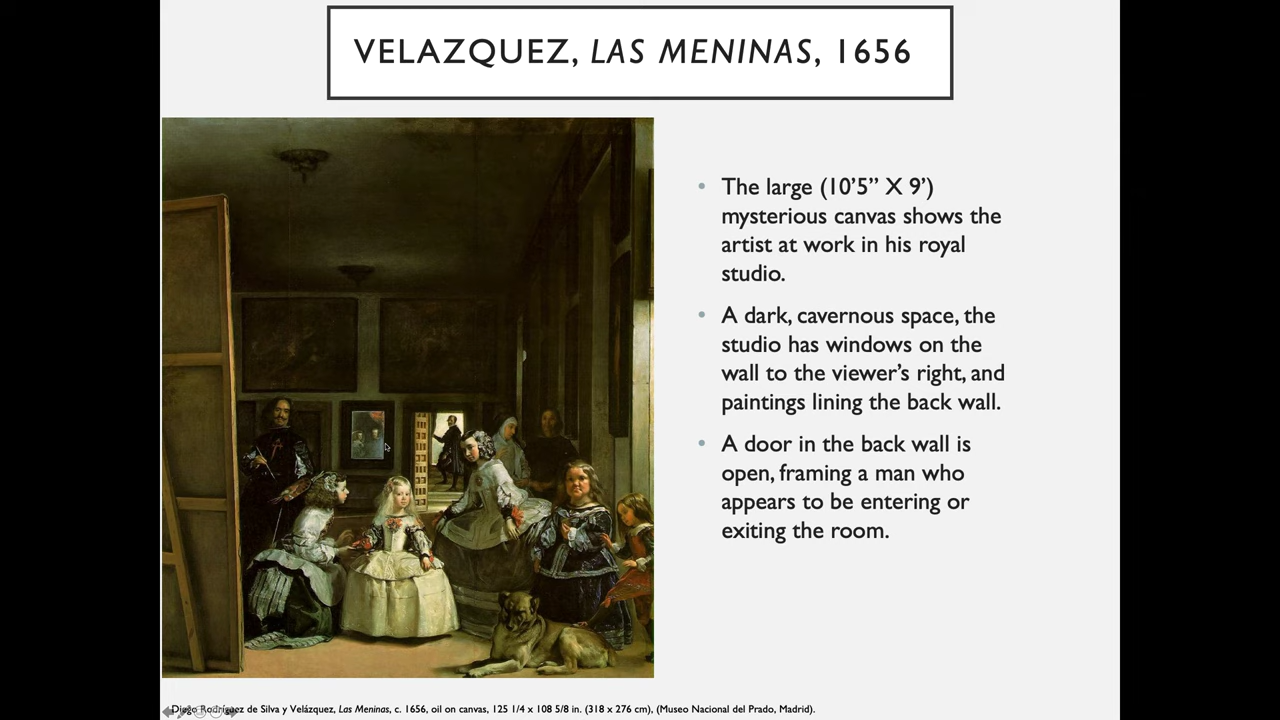 VELAZQUEZ, LAS MENINAS, 1656
• The large (10’5” X 9’)
mysterious canvas shows the
artist at work in his royal
studio.
• A dark, cavernous space, the
studio has windows on the
wall to the viewer’s right, and
paintings lining the back wall.
• A door in the back wall is
open, framing a man who
appears to be entering or
exiting the room.
Diego Rodríguez de Silva y Velázquez, Las Meninas, c. 1656, oil on canvas, 125 1/4 x 108 5/8 in. (318 x 276 cm), (Museo Nacional del Prado, Madrid).